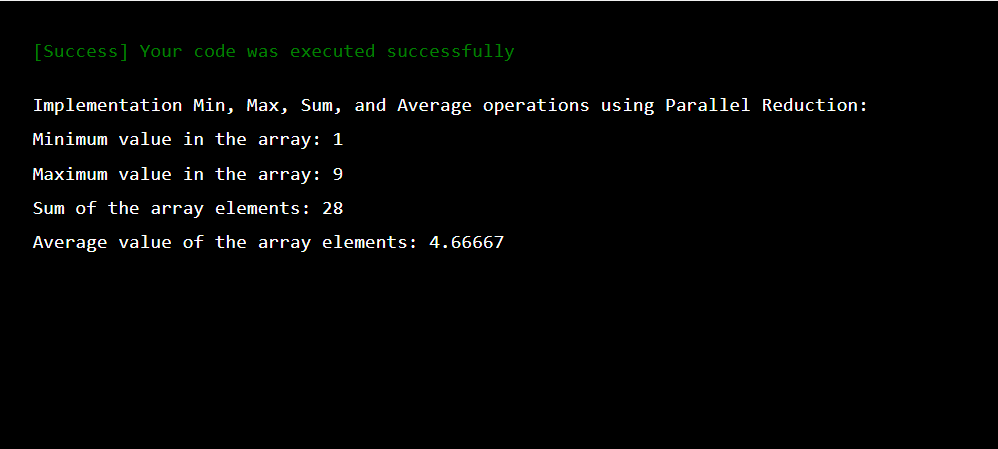 [Success] Your code was executed successfully
Implementation Min, Max, Sum, and Average operations using Parallel Reduction:
Minimum value in the array: 1
Maximum value in the array: 9
Sum of the array elements: 28
Average value of the array elements: 4.66667